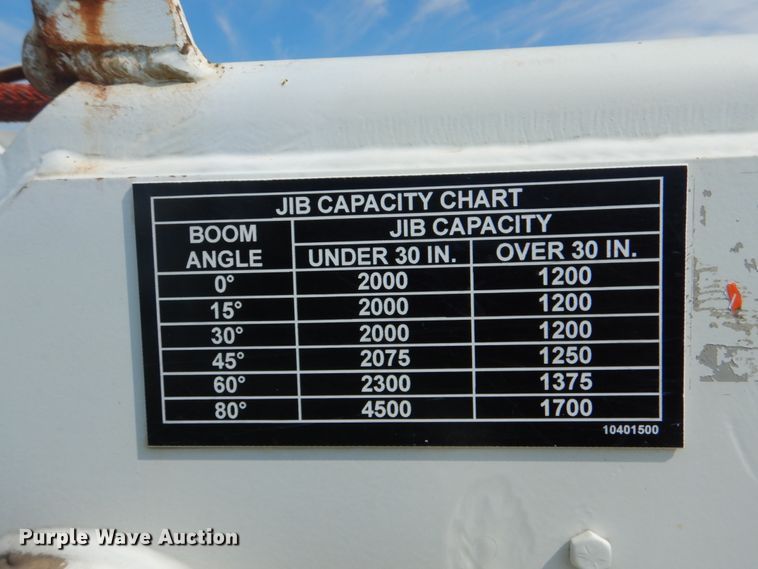 JIB CAPACITY CHART
BOOM ANGLE JIB CAPACITY
UNDER 30 IN. OVER 30 IN.
0° 2000 1200
15° 2000 1200
30° 2000 1200
45° 2075 1250
60° 2300 1375
80° 4500 1700
10401500
Purple Wave Auction